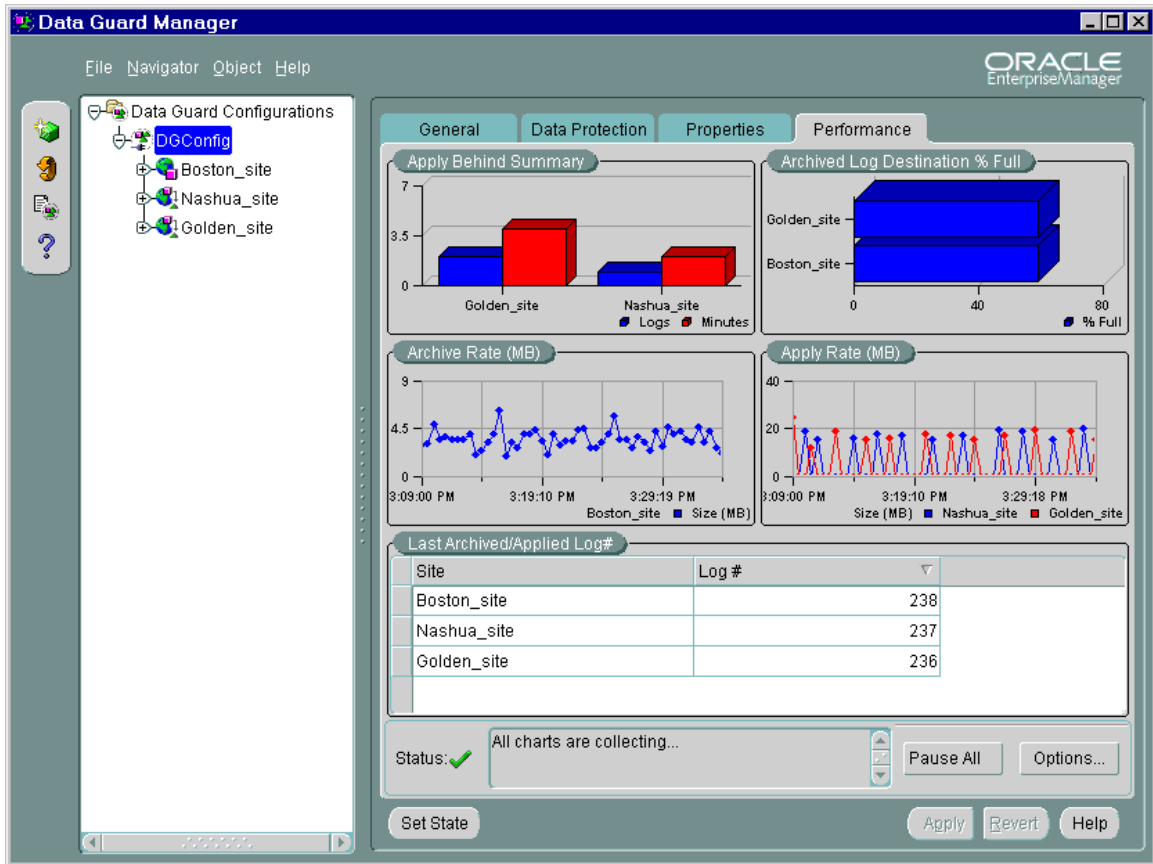 Data Guard Manager
File Navigator Object Help
ORACLE
EnterpriseManager
Data Guard Configurations
DGConfig
Boston_site
Nashua_site
Golden_site
General Data Protection Properties Performance
Apply Behind Summary
7
3.5
0
Golden_site Nashua_site
Logs Minutes
Archived Log Destination % Full
Golden_site
Boston_site
0 40 80
% Full
Archive Rate (MB)
9
4.5
0
3:09:00 PM 3:19:10 PM 3:29:19 PM
Boston_site Size (MB)
Apply Rate (MB)
40
20
0
3:09:00 PM 3:19:10 PM 3:29:18 PM
Size (MB) Nashua_site Golden_site
Last Archived/Applied Log#
Site Log #
Boston_site 238
Nashua_site 237
Golden_site 236
Status: All charts are collecting... Pause All Options...
Set State Apply Revert Help